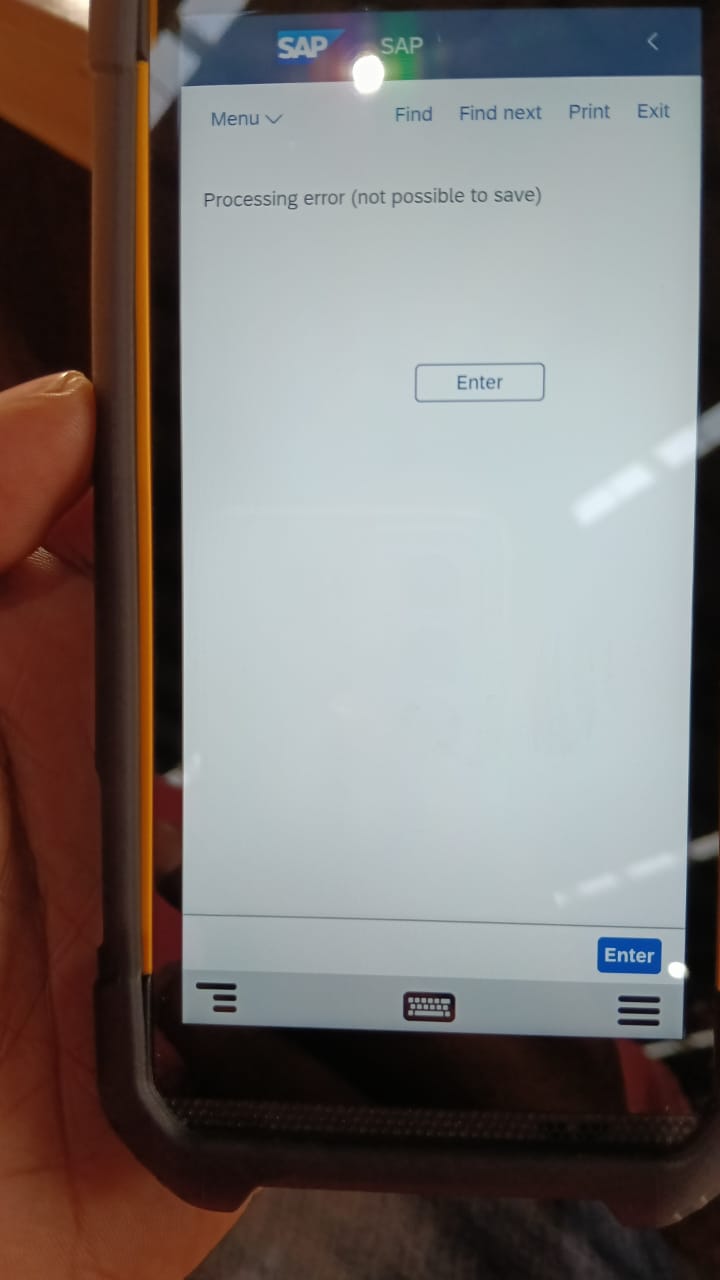 SAP SAP
Menu Find Find next Print Exit
Processing error (not possible to save)
Enter
Enter